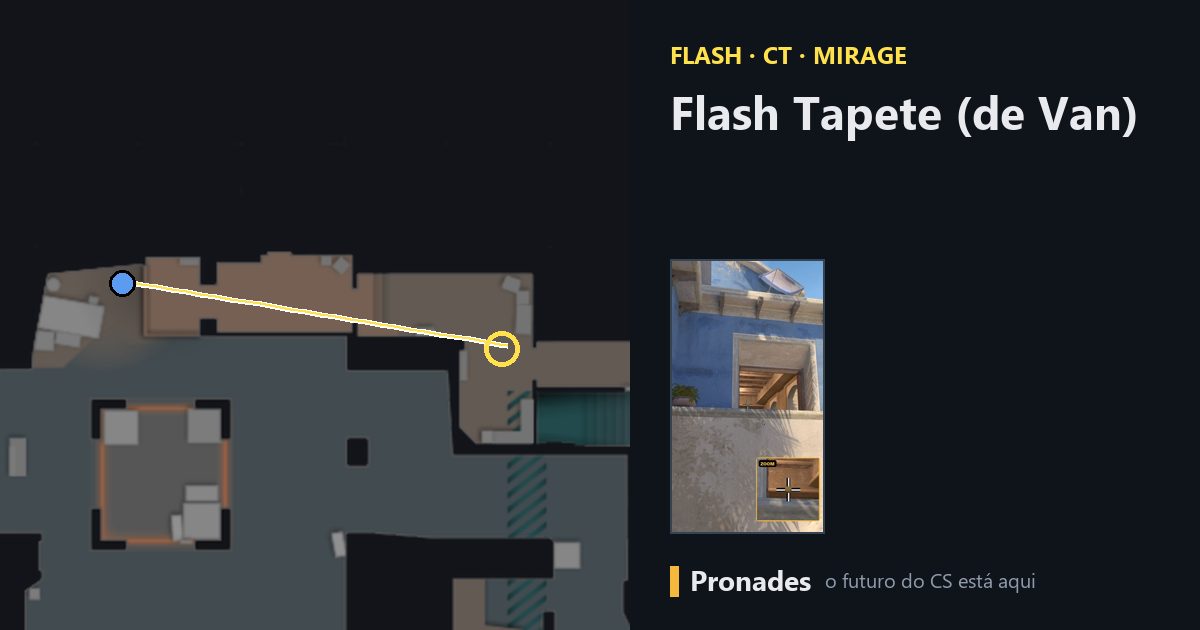 FLASH · CT · MIRAGE
Flash Tapete (de Van)
ZOOM
Pronades o futuro do CS está aqui